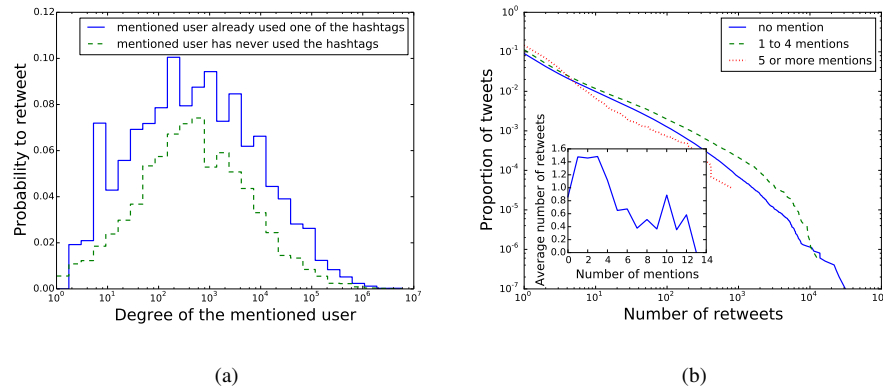 mentioned user already used one of the hashtags
mentioned user has never used the hashtags
Probability to retweet
0.12
0.10
0.08
0.06
0.04
0.02
0.00
10^0 10^1 10^2 10^3 10^4 10^5 10^6 10^7
Degree of the mentioned user
(a)
no mention
1 to 4 mentions
5 or more mentions
Proportion of tweets
10^0
10^-1
10^-2
10^-3
10^-4
10^-5
10^-6
10^-7
Average number of retweets
1.6
1.4
1.2
1.0
0.8
0.6
0.4
0.2
0.0
0 2 4 6 8 10 12 14
Number of mentions
10^0 10^1 10^2 10^3 10^4 10^5
Number of retweets
(b)